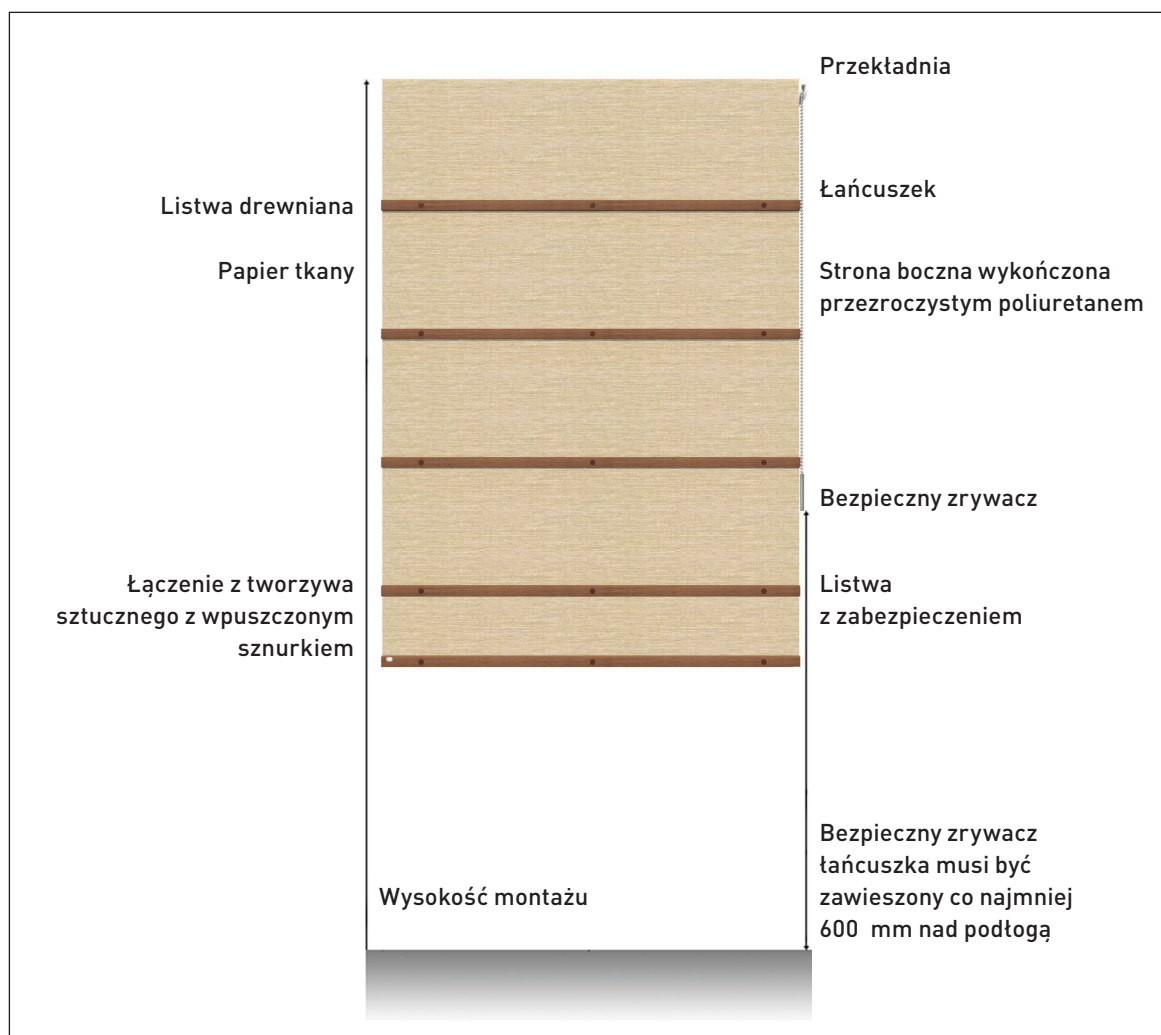 Przekładnia
Listwa drewniana
Łańcuszek
Papier tkany
Strona boczna wykończona
przezroczystym poliuretanem
Bezpieczny zrywacz
Łączenie z tworzywa
sztucznego z wpuszczonym
sznurkiem
Listwa
z zabezpieczeniem
Wysokość montażu
Bezpieczny zrywacz
łańcuszka musi być
zawieszony co najmniej
600 mm nad podłogą